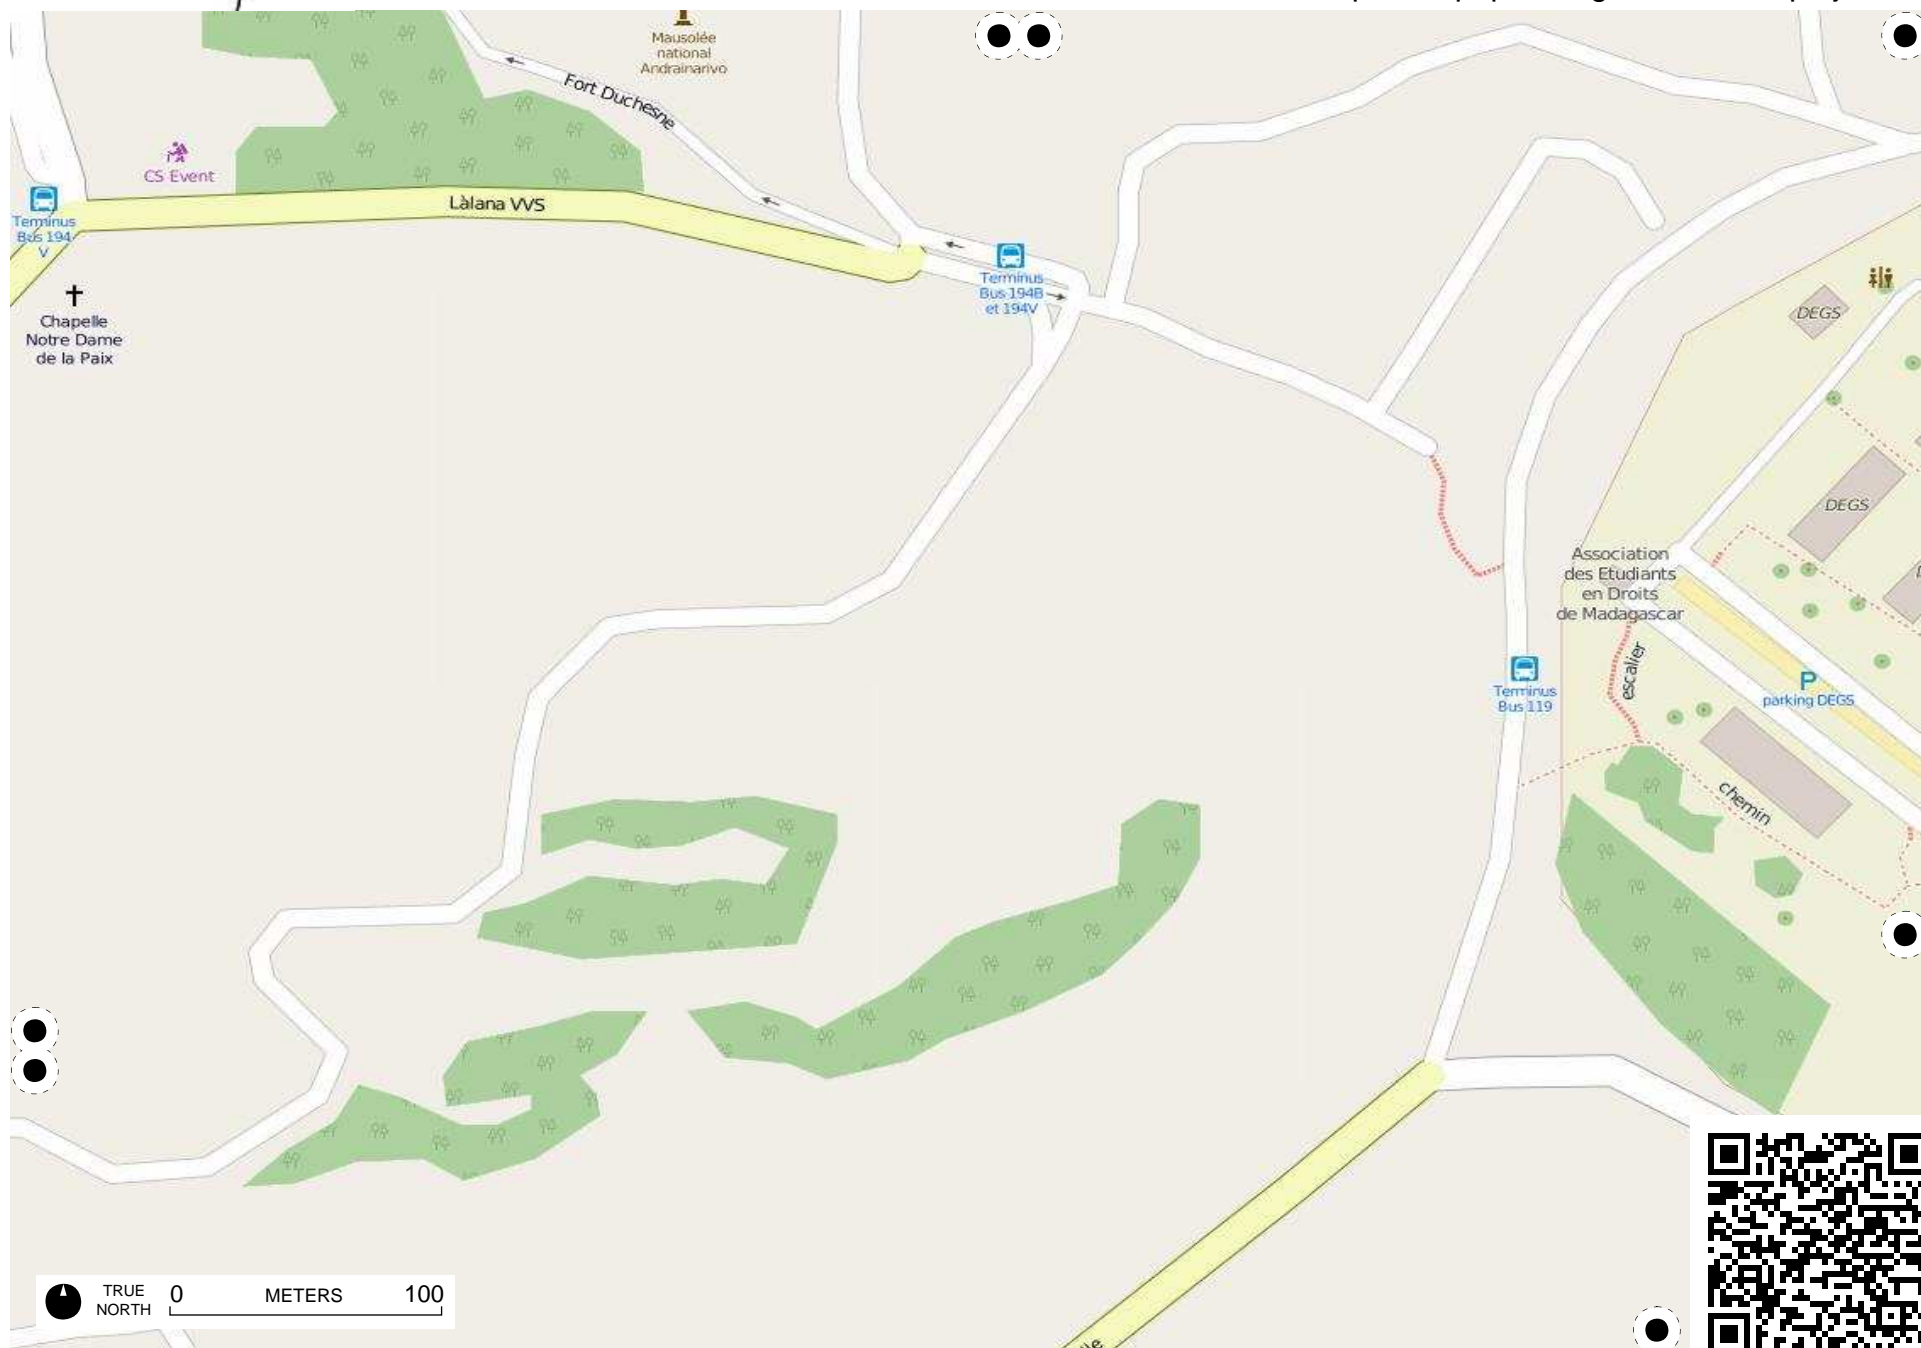 Mausolée
national
Andrainarivo
Fort Duchesne
CS Event
Làlana VVS
Terminus
Bus 194
V
Terminus
Bus 194B
et 194V
Chapelle
Notre Dame
de la Paix
DEGS
DEGS
Association
des Etudiants
en Droits
de Madagascar
escalier
Terminus
Bus 119
P
parking DEGS
chemin
TRUE
NORTH
0 METERS 100